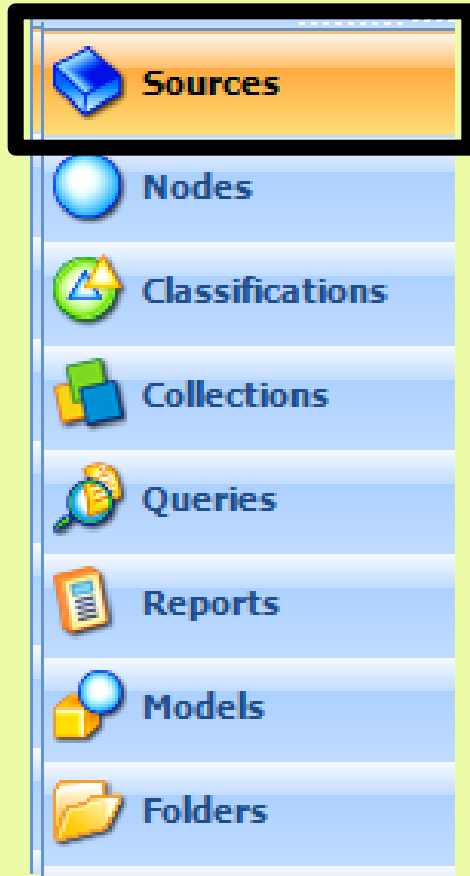 Sources
Nodes
Classifications
Collections
Queries
Reports
Models
Folders